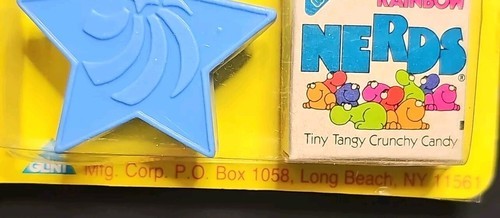 RAINBOW
NERDS®
Tiny Tangy Crunchy Candy
Mfg. Corp. P.O. Box 1058, Long Beach, NY 11561